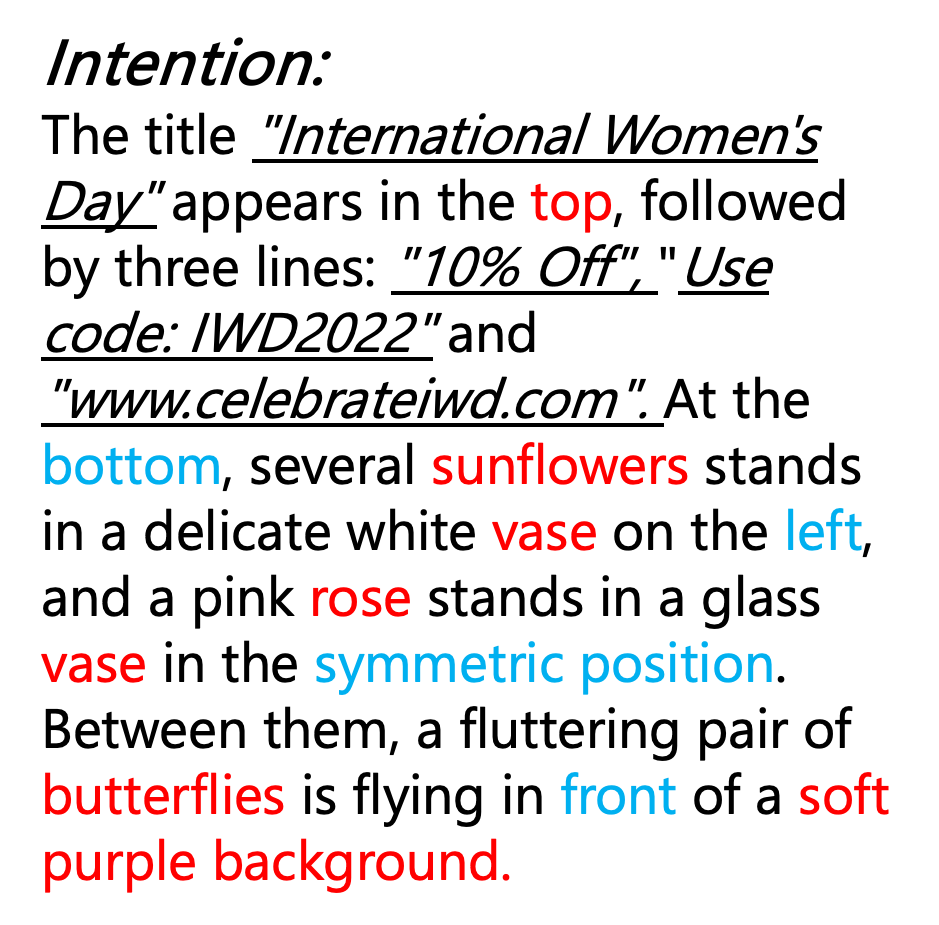 Intention:
The title "International Women's
Day" appears in the top, followed
by three lines: "10% Off", "Use
code: IWD2022" and
"www.celebrateiwd.com". At the
bottom, several sunflowers stands
in a delicate white vase on the left,
and a pink rose stands in a glass
vase in the symmetric position.
Between them, a fluttering pair of
butterflies is flying in front of a soft
purple background.